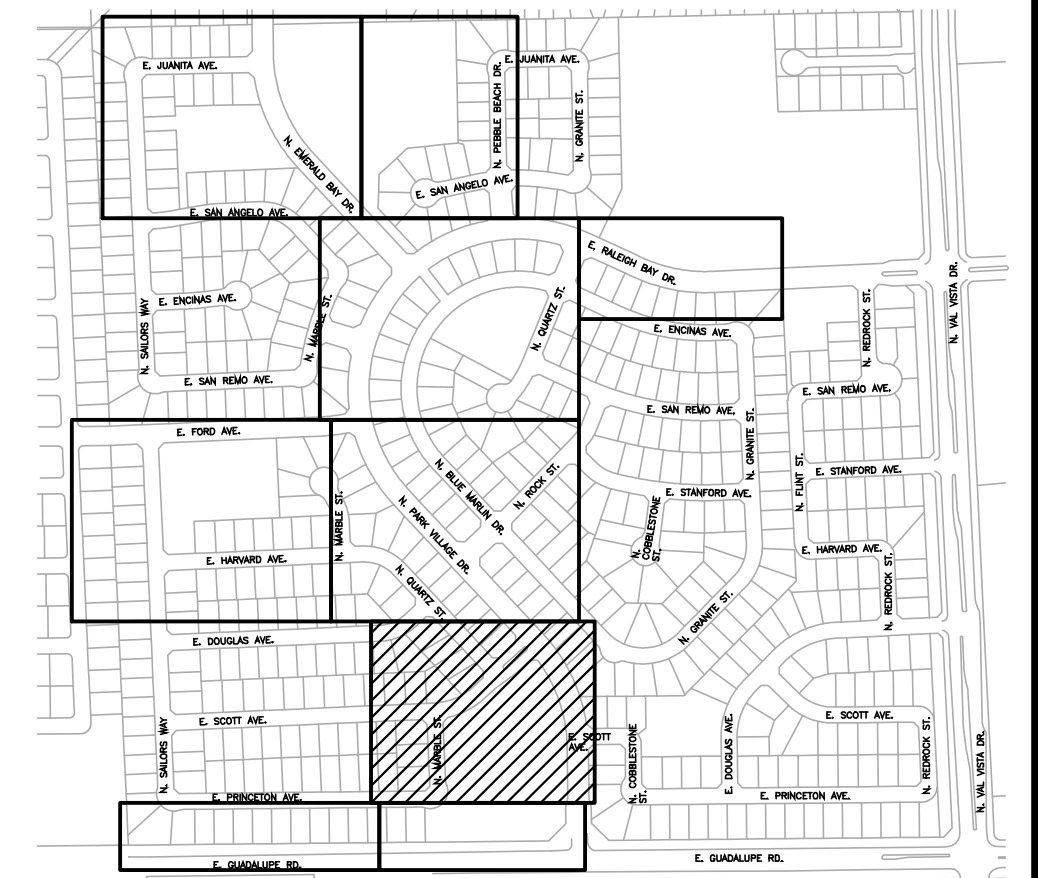 E. JUANITA AVE.
E. JUANITA AVE.
N. PEBBLE BEACH DR.
N. GRANITE ST.
N. EMERALD BAY DR.
E. SAN ANGELO AVE.
E. SAN ANGELO AVE.
E. RALEIGH BAY DR.
N. VAL VISTA DR.
E. ENCINAS AVE.
N. SAILORS WAY
N. MARBLE ST.
N. QUARTZ ST.
E. ENCINAS AVE.
N. REDROCK ST.
E. SAN REMO AVE.
E. SAN REMO AVE.
E. SAN REMO AVE.
E. FORD AVE.
N. GRANITE ST.
N. BLUE MARLIN DR.
N. ROCK ST.
N. FLINT ST.
E. STANFORD AVE.
E. STANFORD AVE.
N. MARBLE ST.
N. PARK VILLAGE DR.
N. COBBLESTONE
ST.
E. HARVARD AVE.
E. HARVARD AVE.
N. QUARTZ ST.
N. REDROCK ST.
N. GRANITE ST.
E. DOUGLAS AVE.
E. SCOTT AVE.
N. SAILORS WAY
N. MARBLE ST.
E. SCOTT
AVE.
N. COBBLESTONE
ST.
E. DOUGLAS AVE.
E. SCOTT AVE.
N. REDROCK ST.
N. VAL VISTA DR.
E. PRINCETON AVE.
E. PRINCETON AVE.
E. GUADALUPE RD.
E. GUADALUPE RD.